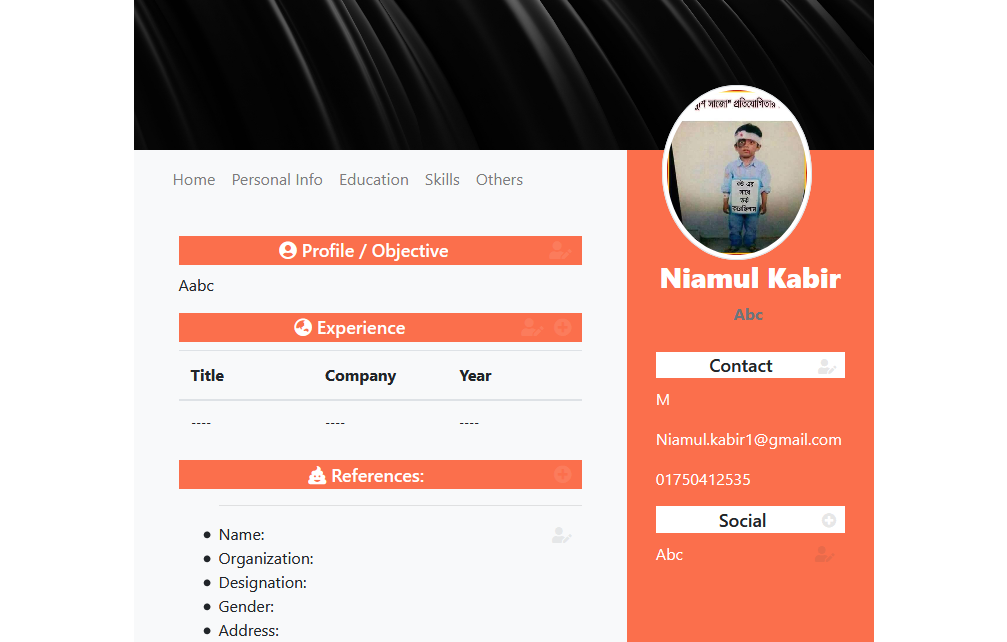 প্রতিযোগিতার
Home Personal Info Education Skills Others
Profile / Objective
Aabc
Experience
Title Company Year
---- ---- ----
References:
Name:
Organization:
Designation:
Gender:
Address:
Niamul Kabir
Abc
Contact
M
Niamul.kabir1@gmail.com
01750412535
Social
Abc